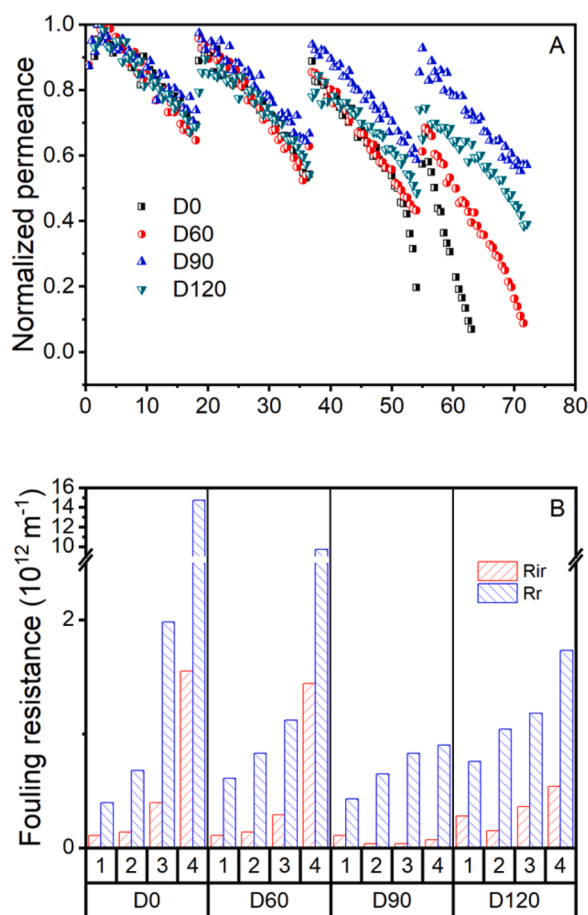 A
Normalized permeance
1.0
0.8
0.6
0.4
0.2
0.0
D0
D60
D90
D120
0 10 20 30 40 50 60 70 80
B
Fouling resistance (10¹² m⁻¹)
16
14
12
10
2
0
Rir
Rr
1 2 3 4 1 2 3 4 1 2 3 4 1 2 3 4
D0 D60 D90 D120